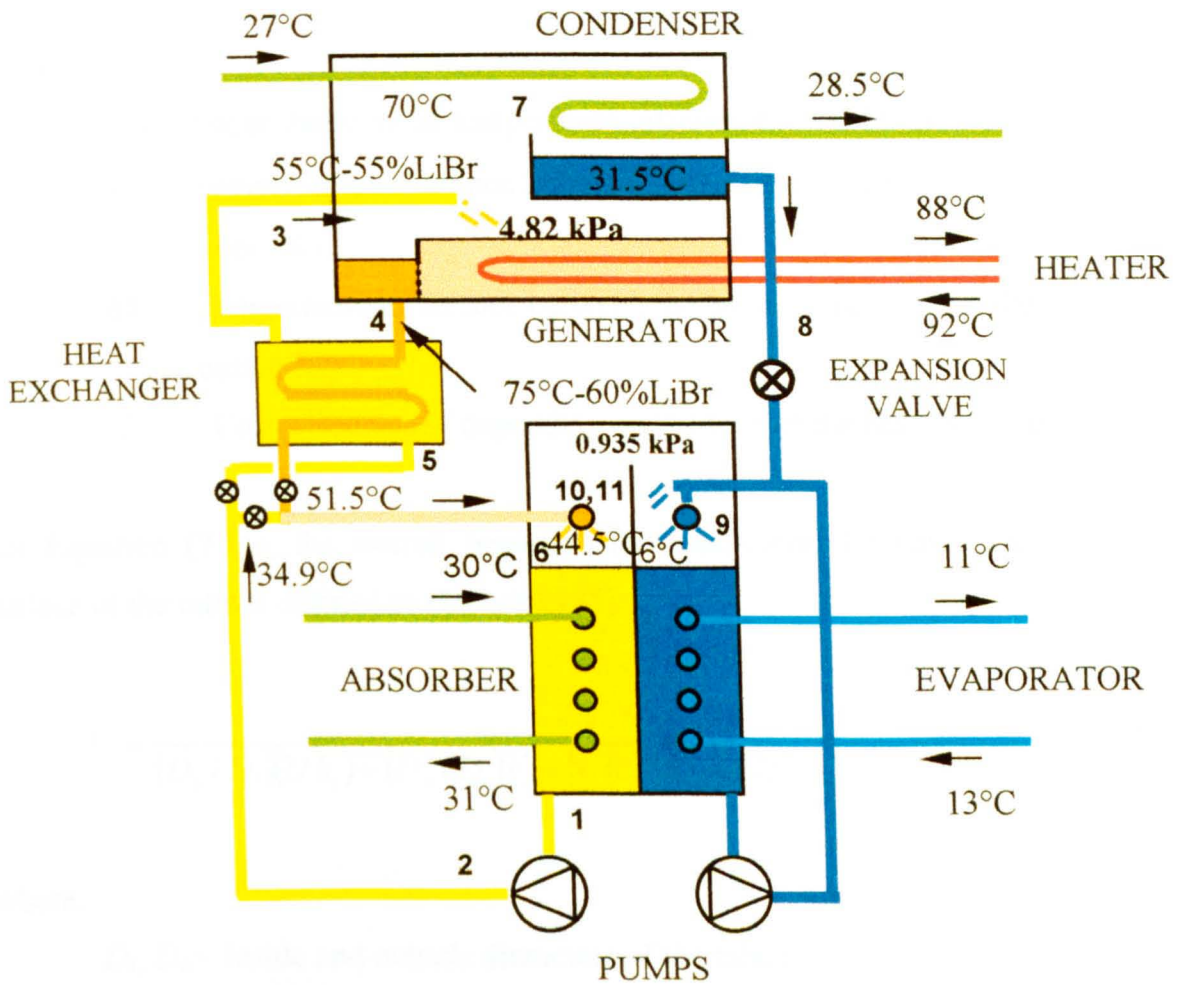 27°C
CONDENSER
70°C
7
28.5°C
55°C-55%LiBr
31.5°C
3
4.82 kPa
88°C
HEATER
4
GENERATOR
92°C
8
HEAT
EXCHANGER
EXPANSION
VALVE
75°C-60%LiBr
0.935 kPa
5
51.5°C
10,11
9
6
44.5°C
6°C
34.9°C
30°C
11°C
ABSORBER
EVAPORATOR
31°C
13°C
1
2
PUMPS